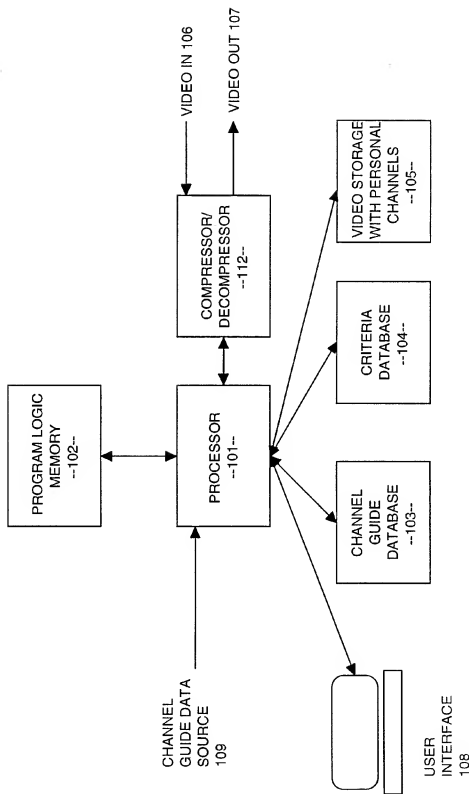 PROGRAM LOGIC
MEMORY
--102--
VIDEO IN 106
VIDEO OUT 107
COMPRESSOR/
DECOMPRESSOR
--112--
PROCESSOR
--101--
CHANNEL
GUIDE DATA
SOURCE
109
VIDEO STORAGE
WITH PERSONAL
CHANNELS
--105--
CRITERIA
DATABASE
--104--
CHANNEL
GUIDE
DATABASE
--103--
USER
INTERFACE
108